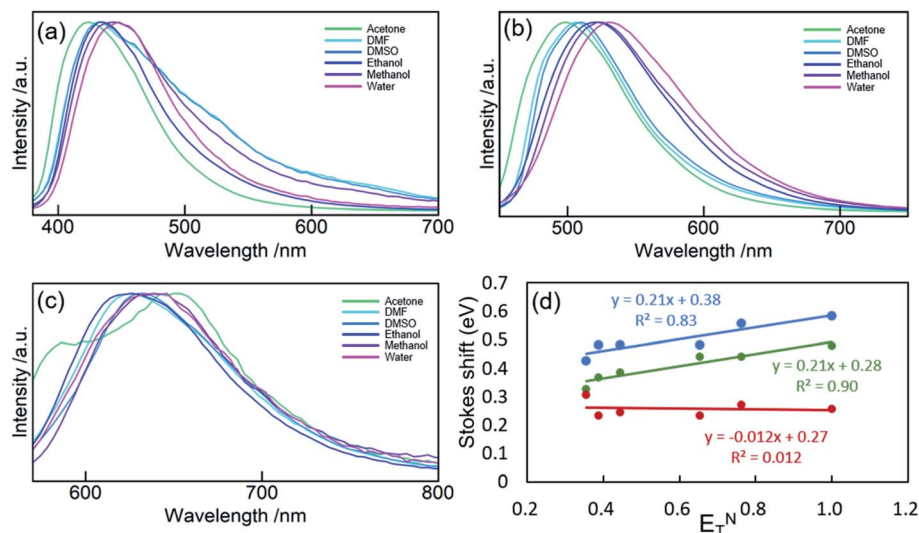 (a)
Acetone
DMF
DMSO
Ethanol
Methanol
Water
Intensity /a.u.
400 500 600 700
Wavelength /nm
(b)
Acetone
DMF
DMSO
Ethanol
Methanol
Water
Intensity /a.u.
500 600 700
Wavelength /nm
(c)
Acetone
DMF
DMSO
Ethanol
Methanol
Water
Intensity /a.u.
600 700 800
Wavelength /nm
(d)
0.7
0.6
0.5
0.4
0.3
0.2
0.1
0
Stokes shift (eV)
y = 0.21x + 0.38
R² = 0.83
y = 0.21x + 0.28
R² = 0.90
y = -0.012x + 0.27
R² = 0.012
0.2 0.4 0.6 0.8 1.0 1.2
E_T^N